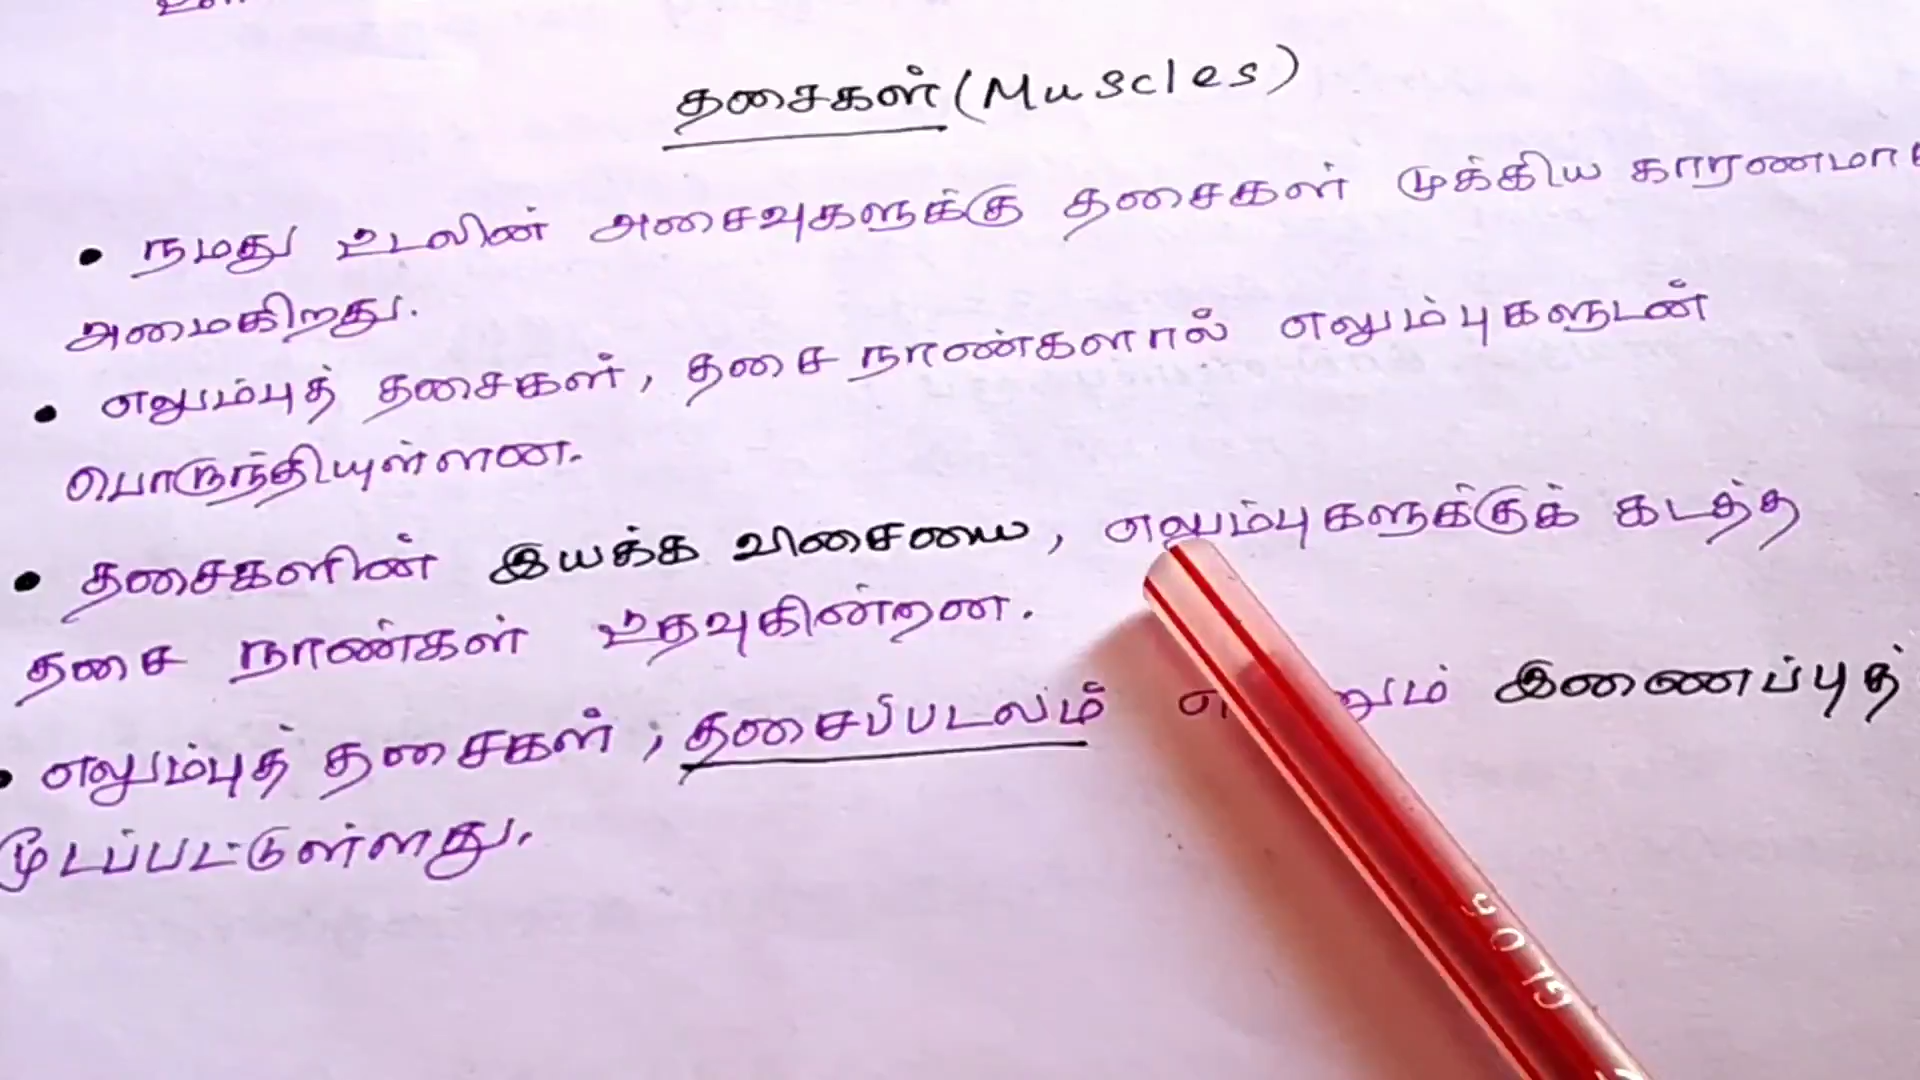 தசைகள் (Muscles)
நமது உடலின் அசைவுகளுக்கு தசைகள் முக்கிய
அமைகிறது.
எலும்புத் தசைகள், தசை நாண்களால் எலும்புகளுடன்
பொருந்தியுள்ளன.
தசைகளின் இயக்க விசையை, எலும்புகளுக்குக் கடத்த
தசை நாண்கள் உதவுகின்றன.
எலும்புத் தசைகள், தசைப்படலம் இணைப்புத்
மூடப்பட்டுள்ளது.